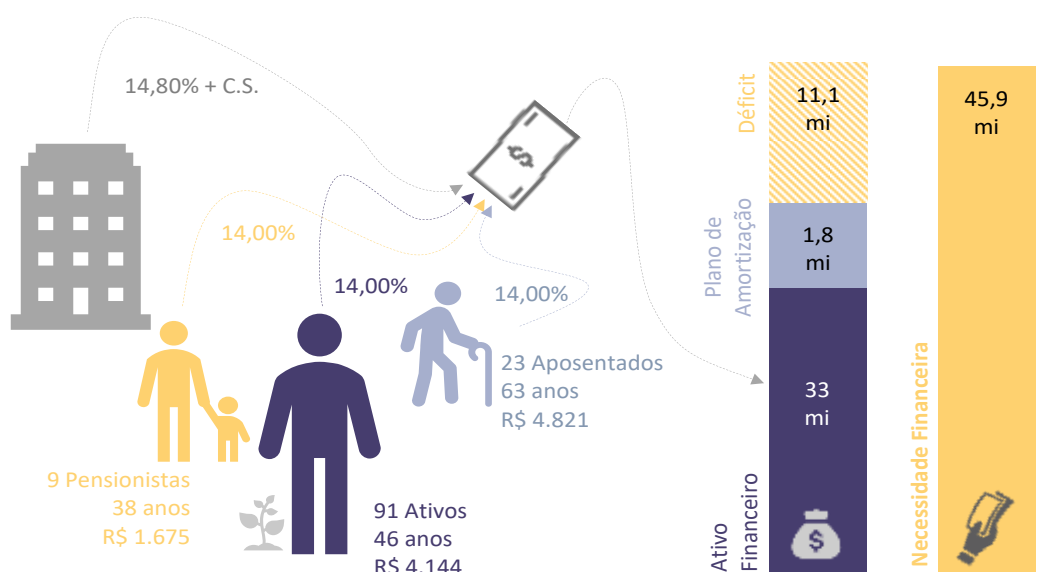 14,80% + C.S.
14,00%
14,00%
14,00%
9 Pensionistas
38 anos
R$ 1.675
91 Ativos
46 anos
R$ 4.144
23 Aposentados
63 anos
R$ 4.821
Déficit
11,1
mi
Plano de
Amortização
1,8
mi
Ativo
Financeiro
33
mi
$
$
Necessidade Financeira
45,9
mi